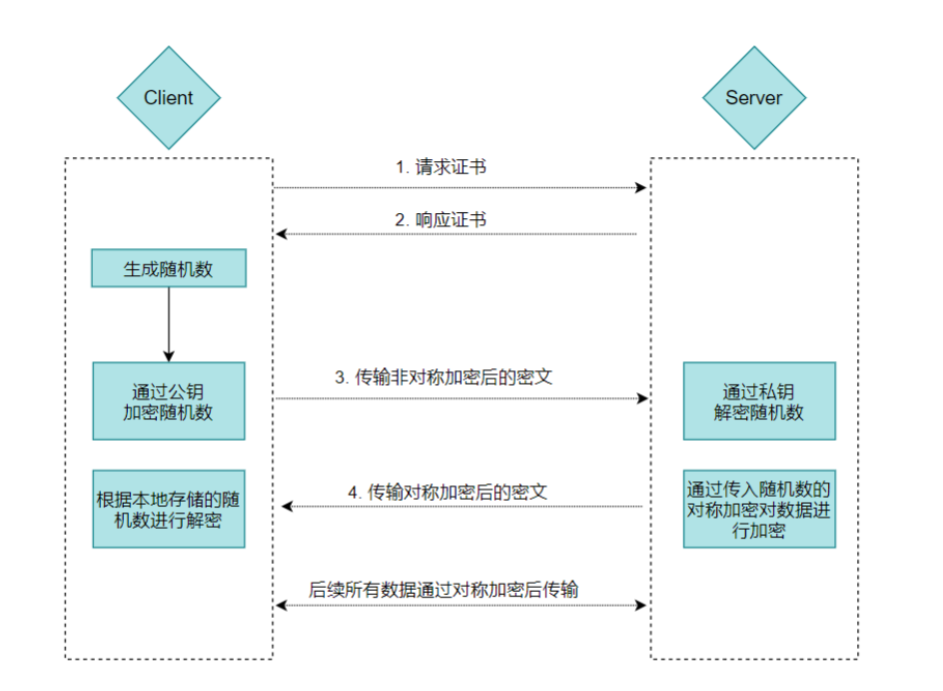 Client
Server
1. 请求证书
2. 响应证书
生成随机数
3. 传输非对称加密后的密文
通过公钥
加密随机数
通过私钥
解密随机数
4. 传输对称加密后的密文
根据本地存储的随
机数进行解密
通过传入随机数的
对称加密对数据进
行加密
后续所有数据通过对称加密后传输